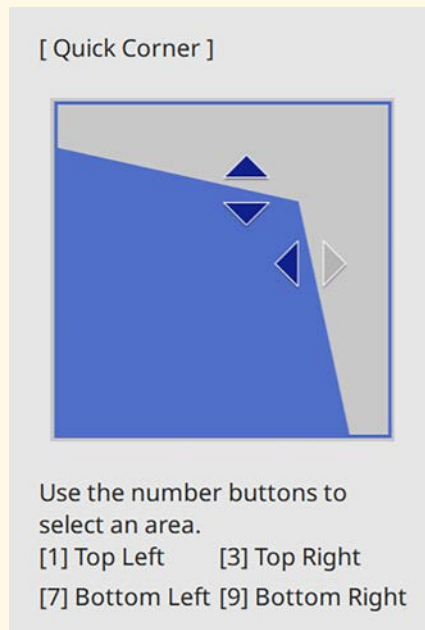 [ Quick Corner ]
Use the number buttons to
select an area.
[1] Top Left [3] Top Right
[7] Bottom Left [9] Bottom Right